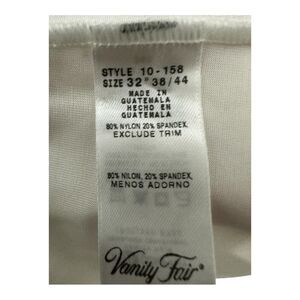 STYLE 10-158
SIZE 32" 38/44
MADE IN
GUATEMALA
HECHO EN
GUATEMALA
80% NYLON, 20% SPANDEX,
EXCLUDE TRIM
80% NILON, 20% SPANDEX,
MENOS ADORNO
Vanity Fair®